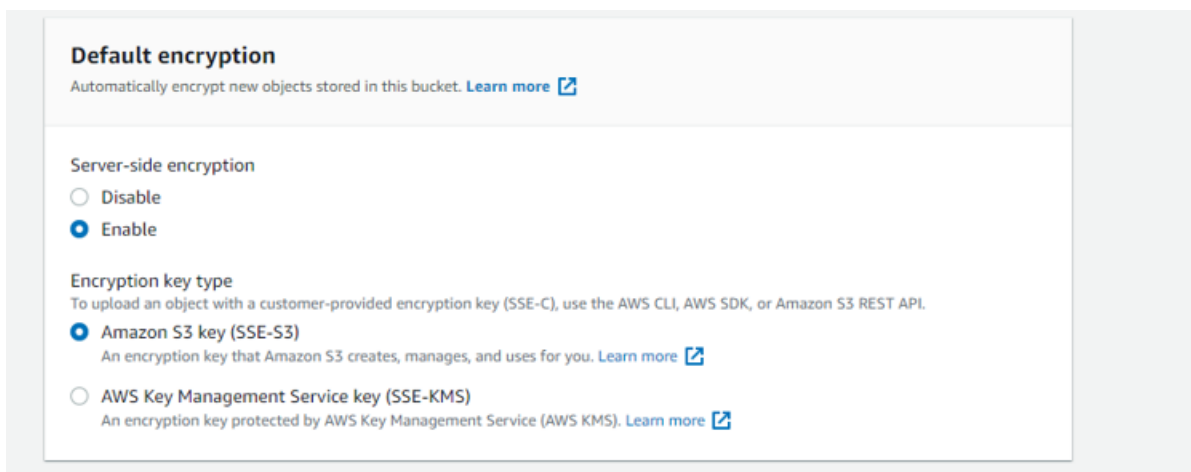 Default encryption
Automatically encrypt new objects stored in this bucket. Learn more
Server-side encryption
Disable
Enable
Encryption key type
To upload an object with a customer-provided encryption key (SSE-C), use the AWS CLI, AWS SDK, or Amazon S3 REST API.
Amazon S3 key (SSE-S3)
An encryption key that Amazon S3 creates, manages, and uses for you. Learn more
AWS Key Management Service key (SSE-KMS)
An encryption key protected by AWS Key Management Service (AWS KMS). Learn more